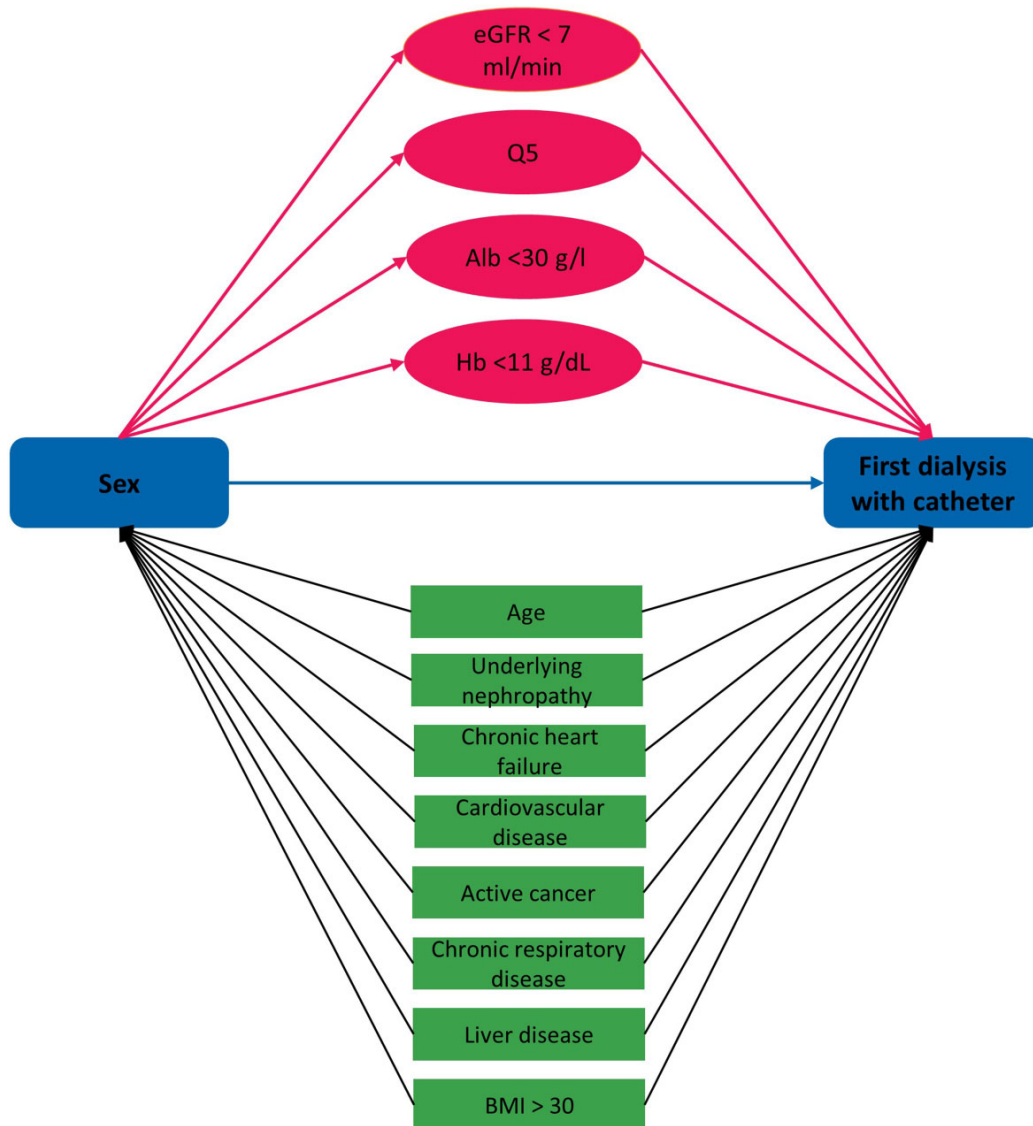 eGFR < 7
ml/min
Q5
Alb <30 g/l
Hb <11 g/dL
Sex
First dialysis
with catheter
Age
Underlying
nephropathy
Chronic heart
failure
Cardiovascular
disease
Active cancer
Chronic respiratory
disease
Liver disease
BMI > 30